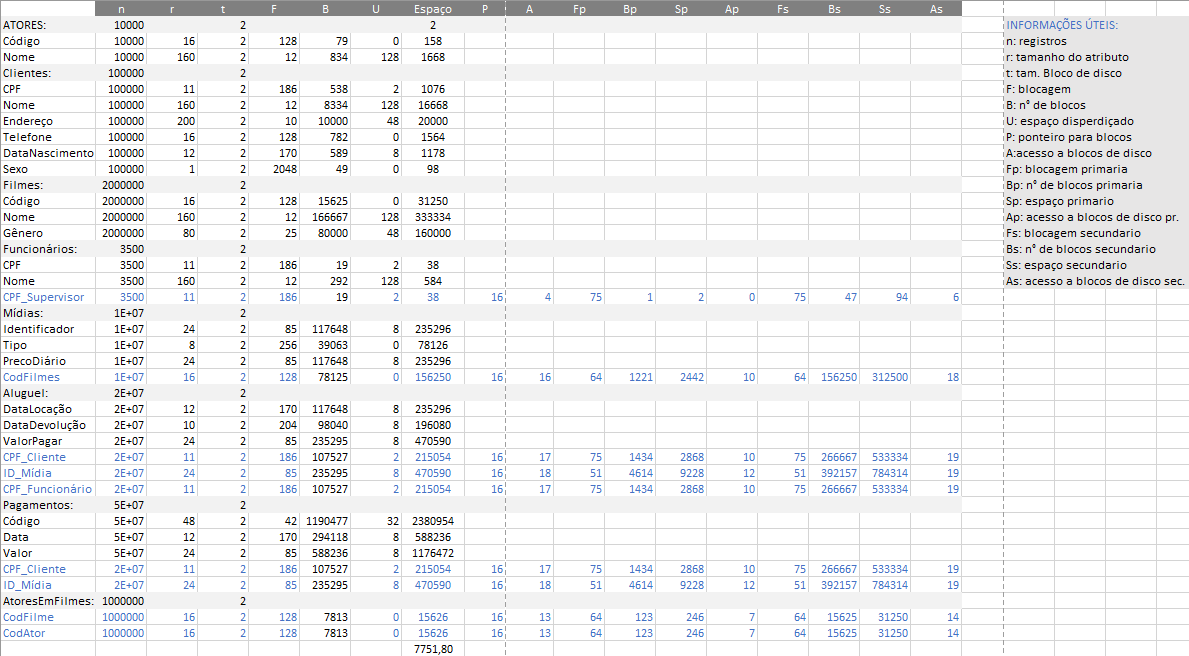 n r t F B U Espaço P A Fp Bp Sp Ap Fs Bs Ss As
ATORES: 10000 2 2 INFORMAÇÕES ÚTEIS:
Código 10000 16 2 128 79 0 158 n: registros
Nome 10000 160 2 12 834 128 1668 r: tamanho do atributo
Clientes: 100000 2 t: tam. Bloco de disco
CPF 100000 11 2 186 538 2 1076 F: blocagem
Nome 100000 160 2 12 8334 128 16668 B: n° de blocos
Endereço 100000 200 2 10 10000 48 20000 U: espaço disperdiçado
Telefone 100000 16 2 128 782 0 1564 P: ponteiro para blocos
DataNascimento 100000 12 2 170 589 8 1178 A:acesso a blocos de disco
Sexo 100000 1 2 2048 49 0 98 Fp: blocagem primaria
Filmes: 2000000 2 Bp: n° de blocos primaria
Código 2000000 16 2 128 15625 0 31250 Sp: espaço primario
Nome 2000000 160 2 12 166667 128 333334 Ap: acesso a blocos de disco pr.
Gênero 2000000 80 2 25 80000 48 160000 Fs: blocagem secundario
Funcionários: 3500 2 Bs: n° de blocos secundario
CPF 3500 11 2 186 19 2 38 Ss: espaço secundario
Nome 3500 160 2 12 292 128 584 As: acesso a blocos de disco sec.
CPF_Supervisor 3500 11 2 186 19 2 38 16 4 75 1 2 0 75 47 94 6
Mídias: 1E+07 2
Identificador 1E+07 24 2 85 117648 8 235296
Tipo 1E+07 8 2 256 39063 0 78126
PrecoDiário 1E+07 24 2 85 117648 8 235296
CodFilmes 1E+07 16 2 128 78125 0 156250 16 16 64 1221 2442 10 64 156250 312500 18
Aluguel: 2E+07 2
DataLocação 2E+07 12 2 170 117648 8 235296
DataDevolução 2E+07 10 2 204 98040 8 196080
ValorPagar 2E+07 24 2 85 235295 8 470590
CPF_Cliente 2E+07 11 2 186 107527 2 215054 16 17 75 1434 2868 10 75 266667 533334 19
ID_Mídia 2E+07 24 2 85 235295 8 470590 16 18 51 4614 9228 12 51 392157 784314 19
CPF_Funcionário 2E+07 11 2 186 107527 2 215054 16 17 75 1434 2868 10 75 266667 533334 19
Pagamentos: 5E+07 2
Código 5E+07 48 2 42 1190477 32 2380954
Data 5E+07 12 2 170 294118 8 588236
Valor 5E+07 24 2 85 588236 8 1176472
CPF_Cliente 2E+07 11 2 186 107527 2 215054 16 17 75 1434 2868 10 75 266667 533334 19
ID_Mídia 2E+07 24 2 85 235295 8 470590 16 18 51 4614 9228 12 51 392157 784314 19
AtoresEmFilmes: 1000000 2
CodFilme 1000000 16 2 128 7813 0 15626 16 13 64 123 246 7 64 15625 31250 14
CodAtor 1000000 16 2 128 7813 0 15626 16 13 64 123 246 7 64 15625 31250 14
7751,80